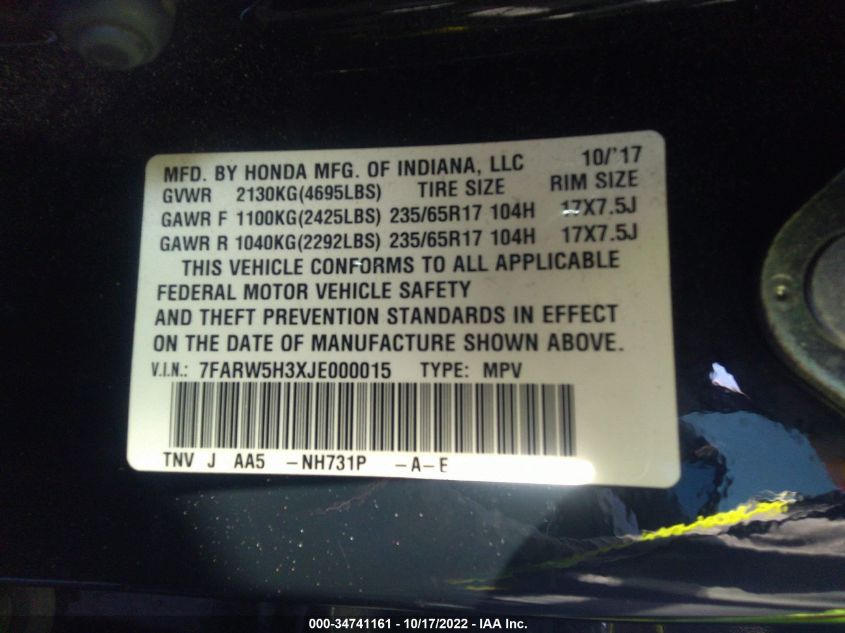 MFD. BY HONDA MFG. OF INDIANA, LLC 10/'17
GVWR 2130KG(4695LBS) TIRE SIZE RIM SIZE
GAWR F 1100KG(2425LBS) 235/65R17 104H 17X7.5J
GAWR R 1040KG(2292LBS) 235/65R17 104H 17X7.5J
THIS VEHICLE CONFORMS TO ALL APPLICABLE
FEDERAL MOTOR VEHICLE SAFETY
AND THEFT PREVENTION STANDARDS IN EFFECT
ON THE DATE OF MANUFACTURE SHOWN ABOVE.
V.I.N.: 7FARW5H3XJE000015 TYPE: MPV
TNV J AA5 -NH731P -A-E
000-34741161 - 10/17/2022 - IAA Inc.